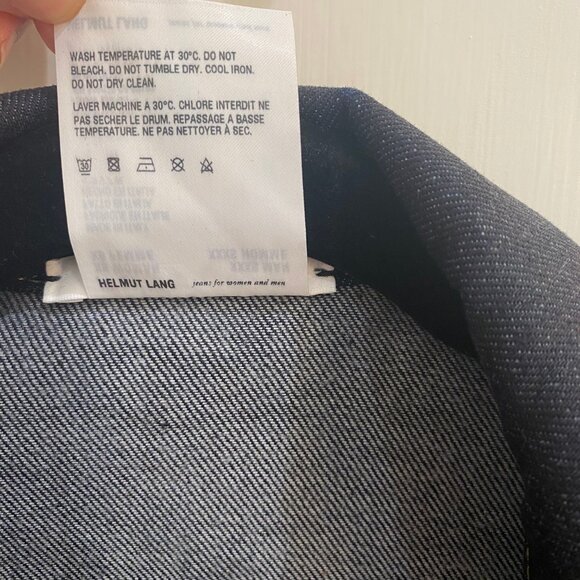 WASH TEMPERATURE AT 30°C. DO NOT
BLEACH. DO NOT TUMBLE DRY. COOL IRON.
DO NOT DRY CLEAN.
LAVER MACHINE A 30°C. CHLORE INTERDIT NE
PAS SECHER LE DRUM. REPASSAGE A BASSE
TEMPERATURE. NE PAS NETTOYER À SEC.
30
HELMUT LANG jeans for women and men